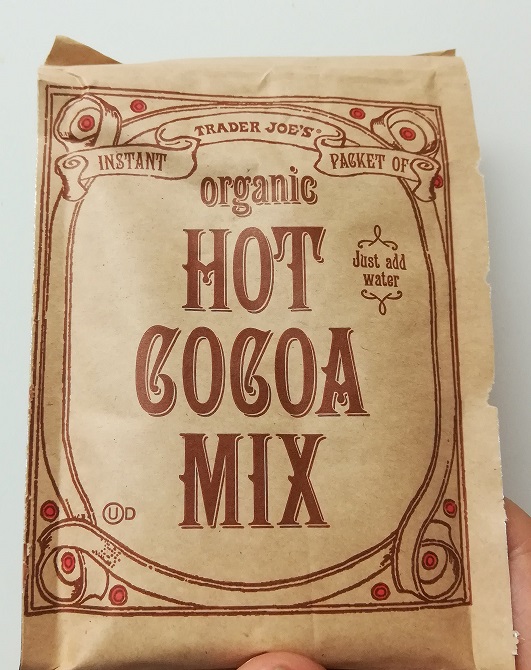 TRADER JOE'S®
INSTANT PACKET OF
organic
HOT
COCOA
MIX
Just add
water
UD